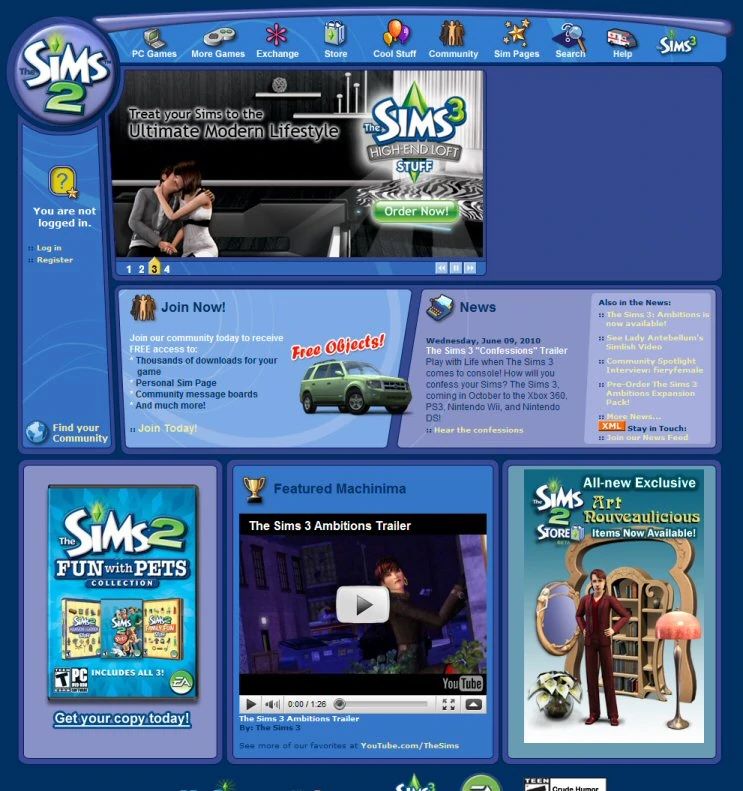 The Sims 2
PC Games
More Games
Exchange
Store
Cool Stuff
Community
Sim Pages
Search
Help
The Sims 3
Treat your Sims to the
Ultimate Modern Lifestyle
The Sims 3
HIGH-END LOFT
STUFF
Order Now!
1 2 3 4
?
You are not
logged in.
:: Log in
:: Register
Find your
Community
Join Now!
Join our community today to receive
FREE access to:
* Thousands of downloads for your
game
* Personal Sim Page
* Community message boards
* And much more!
:: Join Today!
Free Objects!
News
Wednesday, June 09, 2010
The Sims 3 "Confessions" Trailer
Play with Life when The Sims 3
comes to console! How will you
confess your Sims? The Sims 3,
coming in October to the Xbox 360,
PS3, Nintendo Wii, and Nintendo
DS!
:: Hear the confessions
Also in the News:
:: The Sims 3: Ambitions is
now available!
:: See Lady Antebellum's
Simlish Video
:: Community Spotlight
Interview: fieryfemale
:: Pre-Order The Sims 3
Ambitions Expansion
Pack!
:: More News...
XML Stay in Touch:
:: Join our News Feed
The Sims 2
FUN with PETS
COLLECTION
TEEN
T
PC
INCLUDES ALL 3!
EA
Get your copy today!
Featured Machinima
The Sims 3 Ambitions Trailer
YouTube
0:00 / 1:26
The Sims 3 Ambitions Trailer
By: The Sims 3
See more of our favorites at YouTube.com/TheSims
All-new Exclusive
The Sims 2
STORE
BETA
Art
Nouveaulicious
Items Now Available!
TEEN
Crude Humor